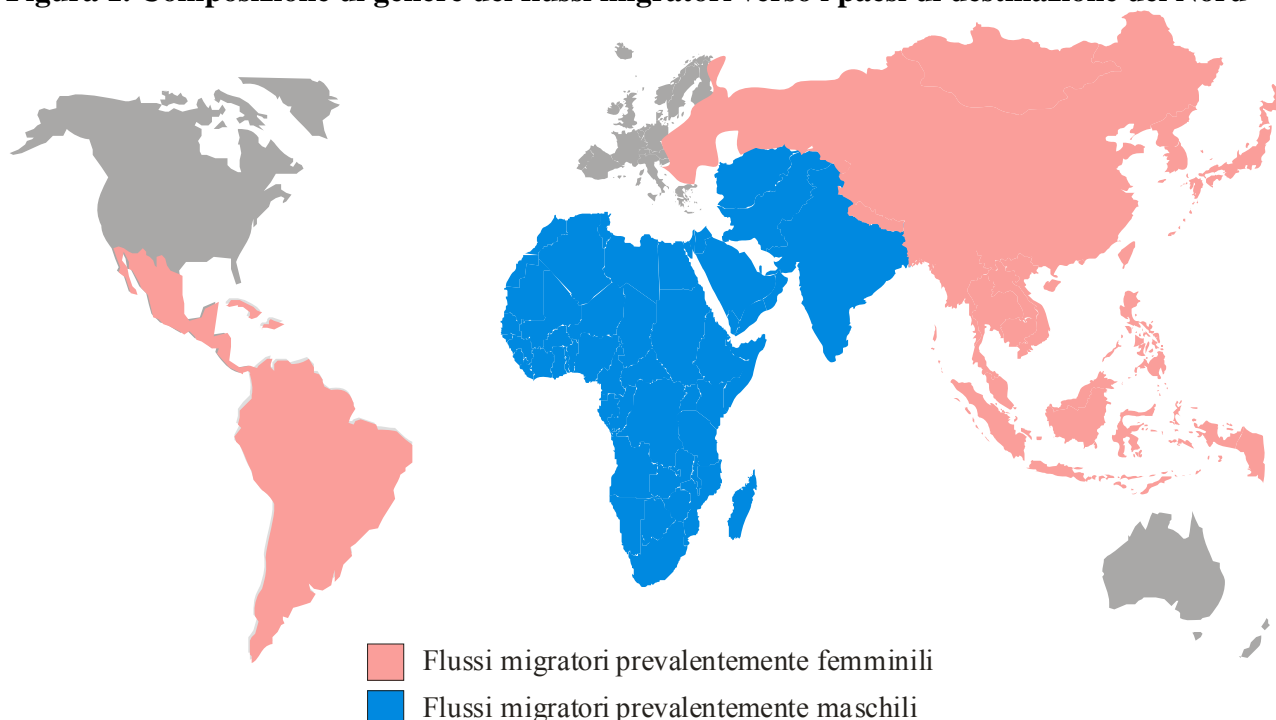 Figura 1. Composizione di genere dei flussi migratori verso i paesi di destinazione del Nord
Flussi migratori prevalentemente femminili
Flussi migratori prevalentemente maschili